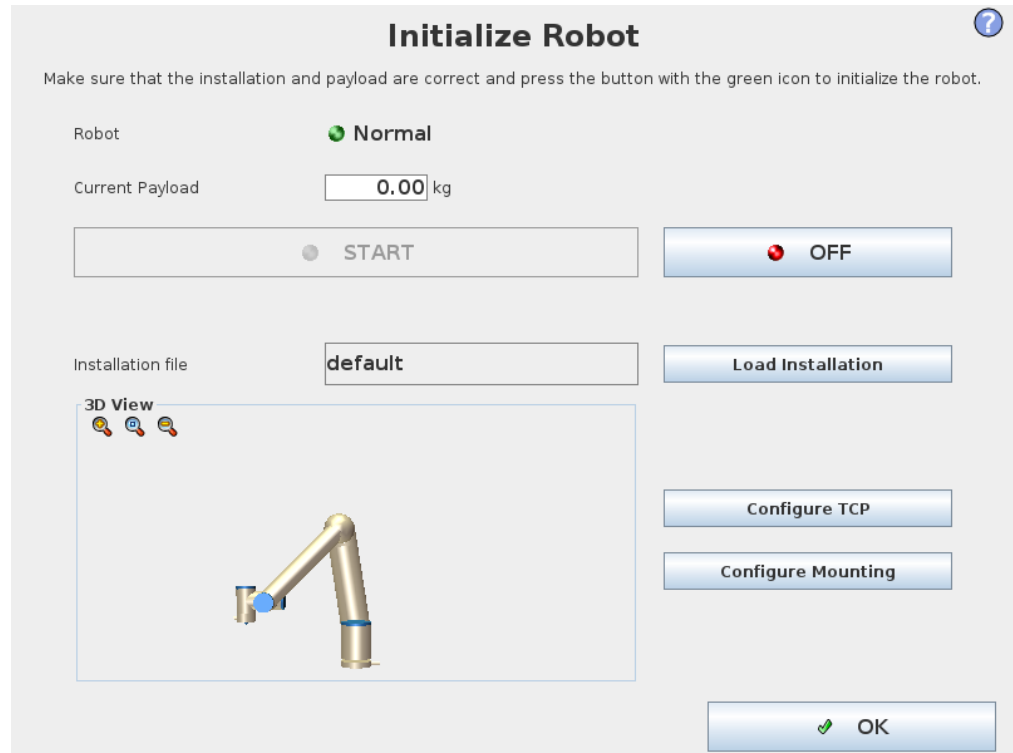 Initialize Robot
?
Make sure that the installation and payload are correct and press the button with the green icon to initialize the robot.
Robot
Normal
Current Payload
0.00 kg
START
OFF
Installation file
default
Load Installation
3D View
Configure TCP
Configure Mounting
OK